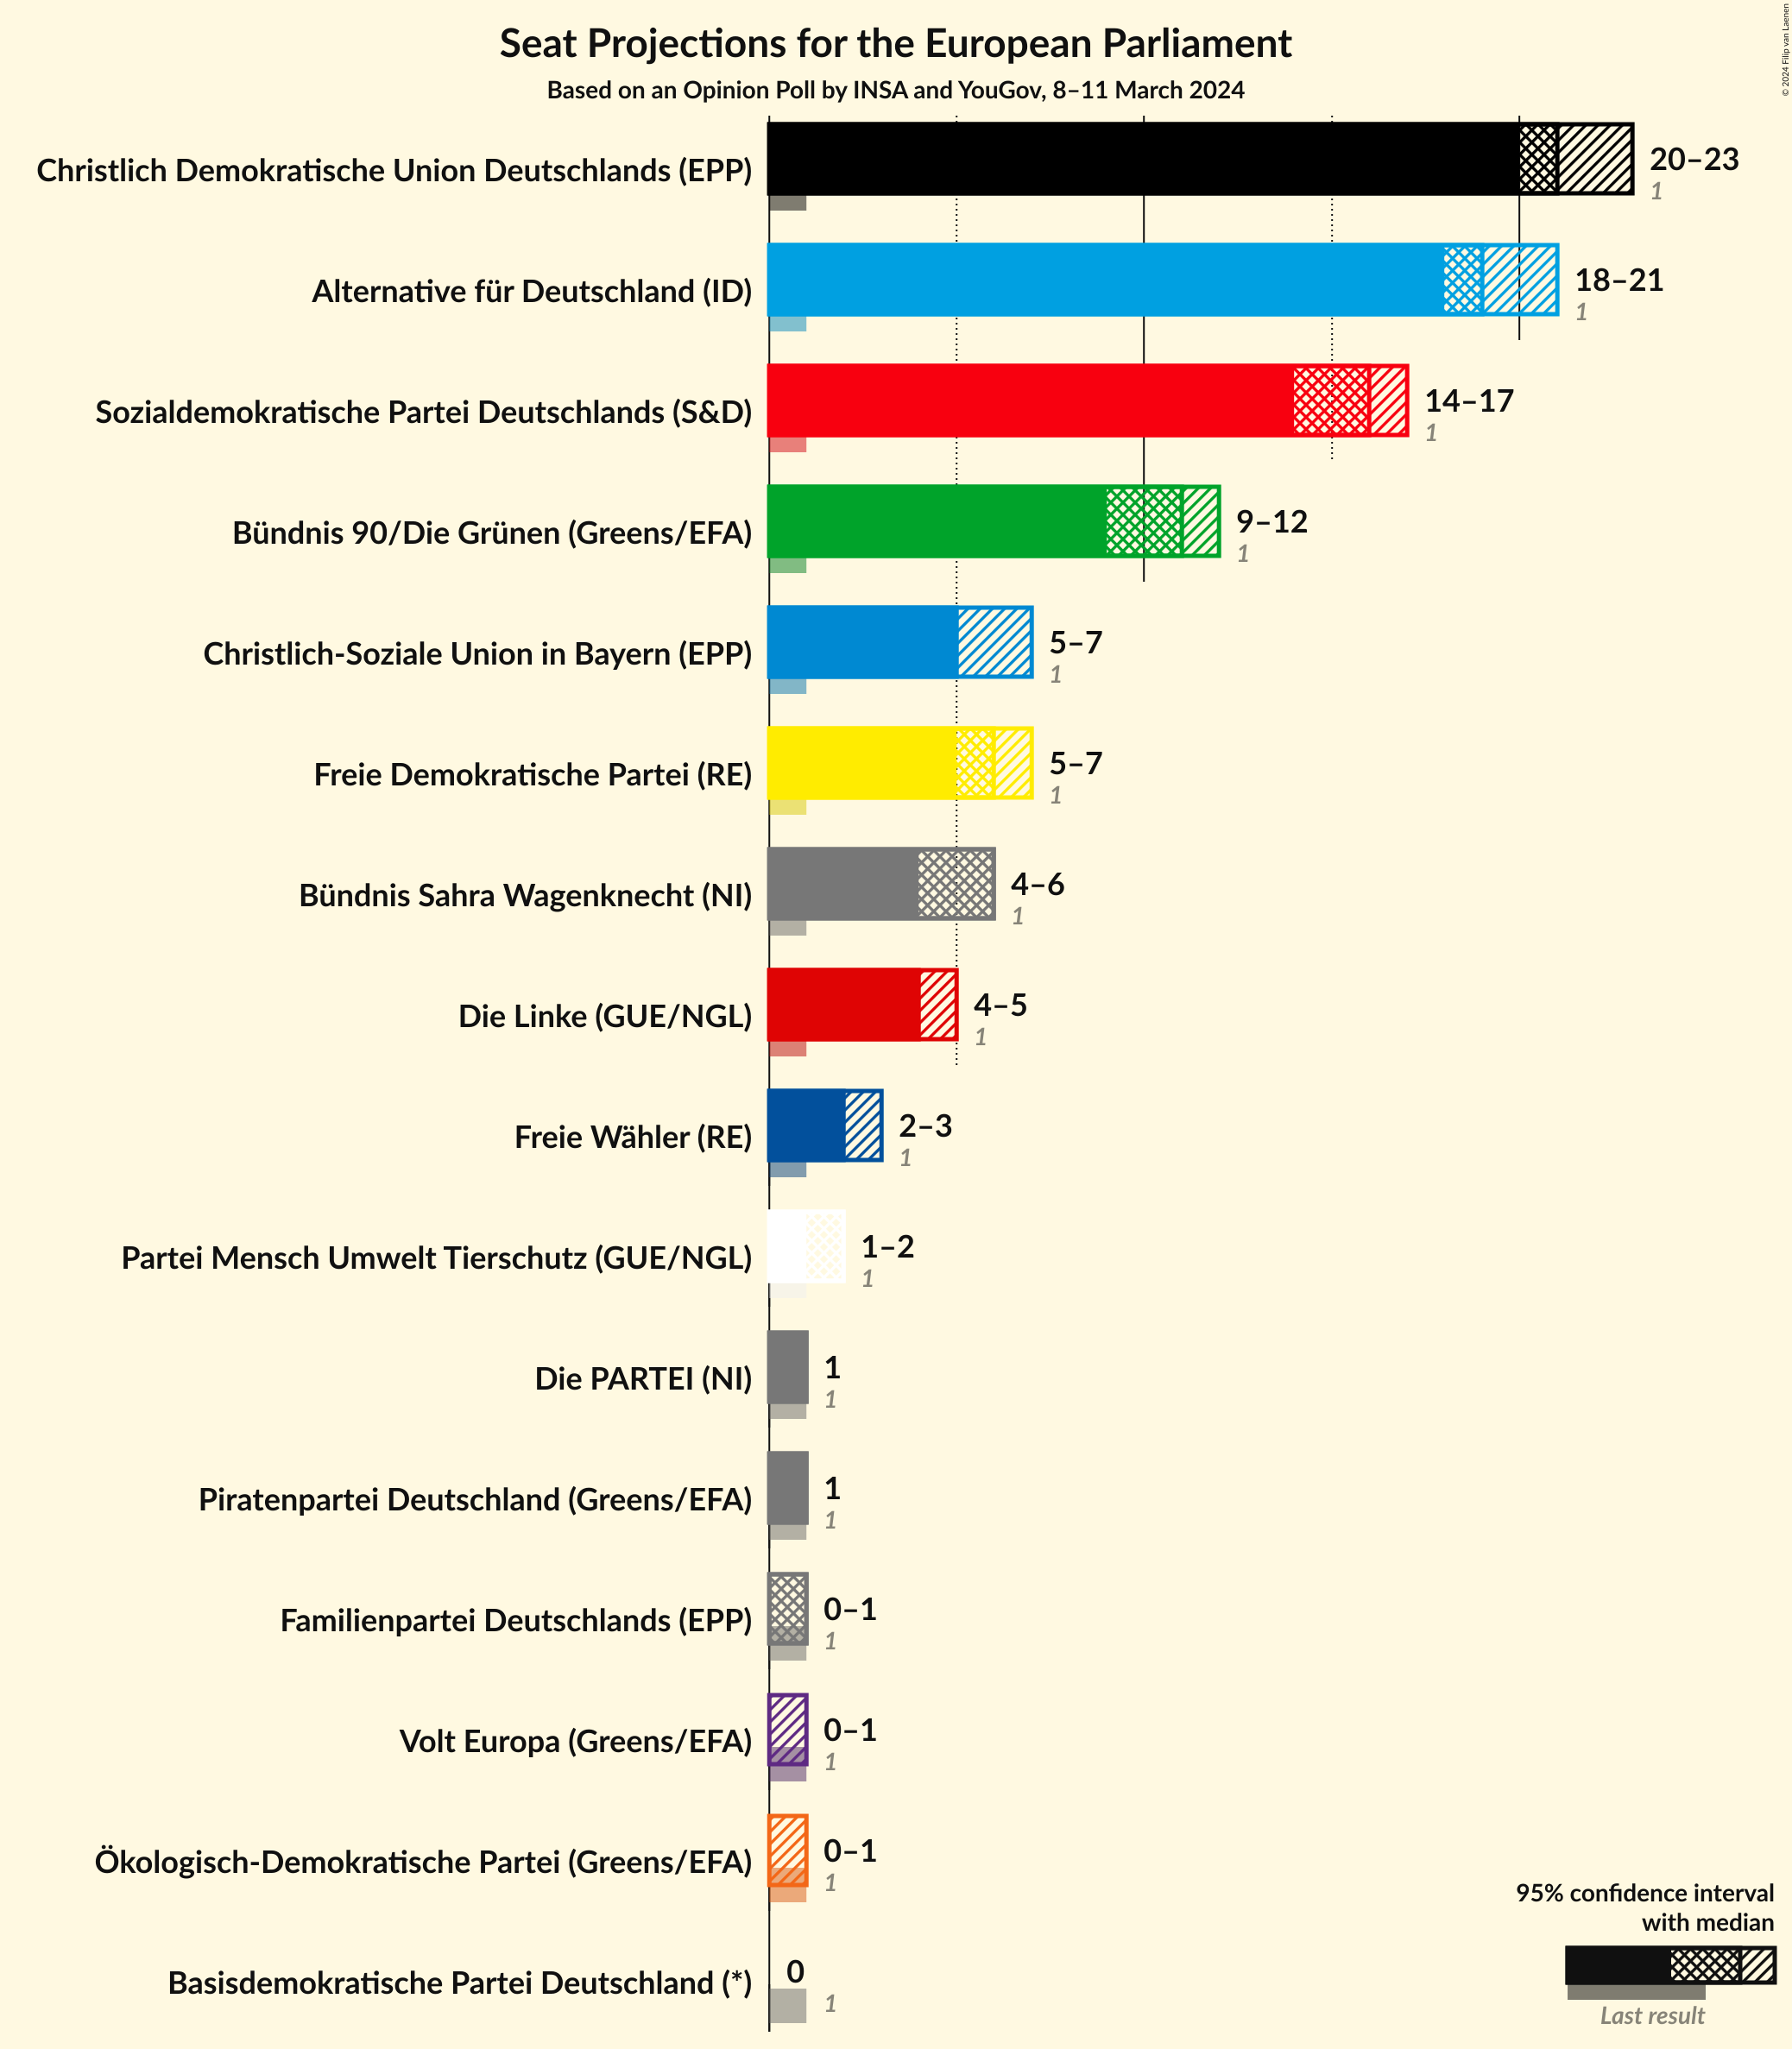 Seat Projections for the European Parliament
Based on an Opinion Poll by INSA and YouGov, 8–11 March 2024
© 2024 Filip van Laenen
Christlich Demokratische Union Deutschlands (EPP)
20–23
1
Alternative für Deutschland (ID)
18–21
1
Sozialdemokratische Partei Deutschlands (S&D)
14–17
1
Bündnis 90/Die Grünen (Greens/EFA)
9–12
1
Christlich-Soziale Union in Bayern (EPP)
5–7
1
Freie Demokratische Partei (RE)
5–7
1
Bündnis Sahra Wagenknecht (NI)
4–6
1
Die Linke (GUE/NGL)
4–5
1
Freie Wähler (RE)
2–3
1
Partei Mensch Umwelt Tierschutz (GUE/NGL)
1–2
1
Die PARTEI (NI)
1
1
Piratenpartei Deutschland (Greens/EFA)
1
1
Familienpartei Deutschlands (EPP)
0–1
1
Volt Europa (Greens/EFA)
0–1
1
Ökologisch-Demokratische Partei (Greens/EFA)
0–1
1
Basisdemokratische Partei Deutschland (*)
0
1
95% confidence interval
with median
Last result